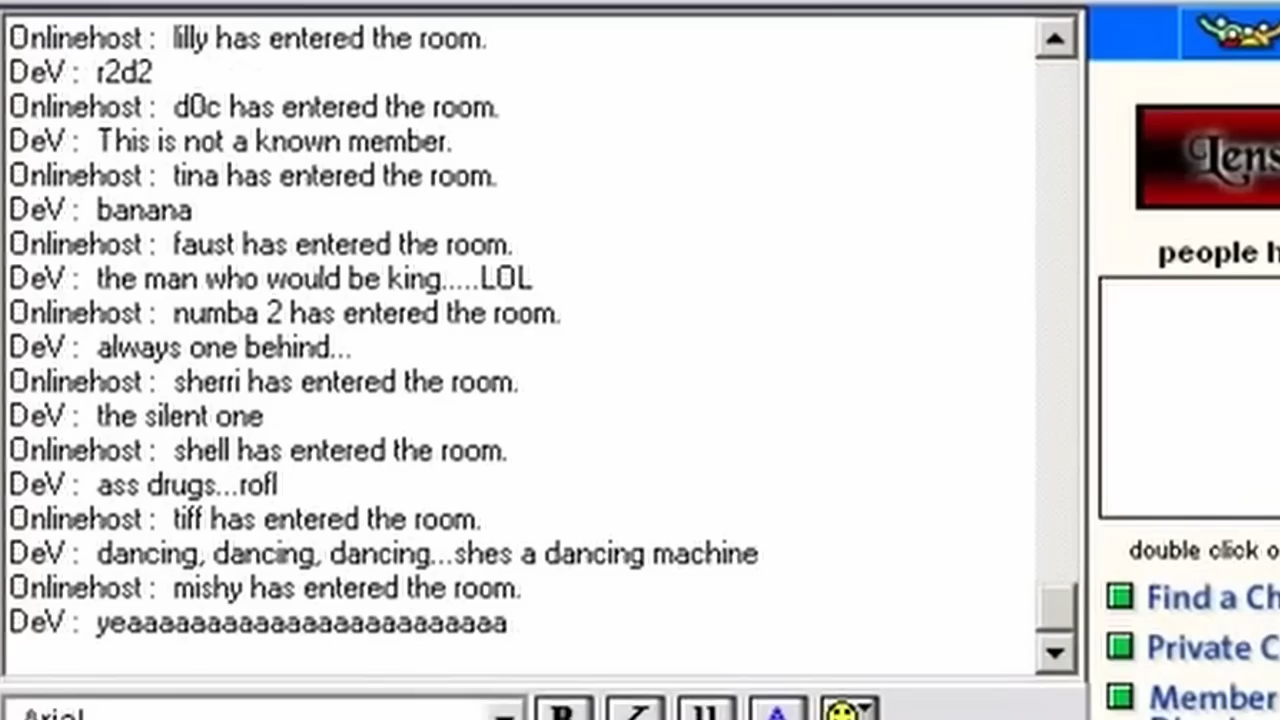 Onlinehost : lilly has entered the room.
DeV : r2d2
Onlinehost : d0c has entered the room.
DeV : This is not a known member.
Onlinehost : tina has entered the room.
DeV : banana
Onlinehost : faust has entered the room.
DeV : the man who would be king.....LOL
Onlinehost : numba 2 has entered the room.
DeV : always one behind...
Onlinehost : sherri has entered the room.
DeV : the silent one
Onlinehost : shell has entered the room.
DeV : ass drugs...rofl
Onlinehost : tiff has entered the room.
DeV : dancing, dancing, dancing...shes a dancing machine
Onlinehost : mishy has entered the room.
DeV : yeaaaaaaaaaaaaaaaaaaaaaaaa
Arial
B
U
A
Lens
people h
double click o
Find a Ch
Private C
Member